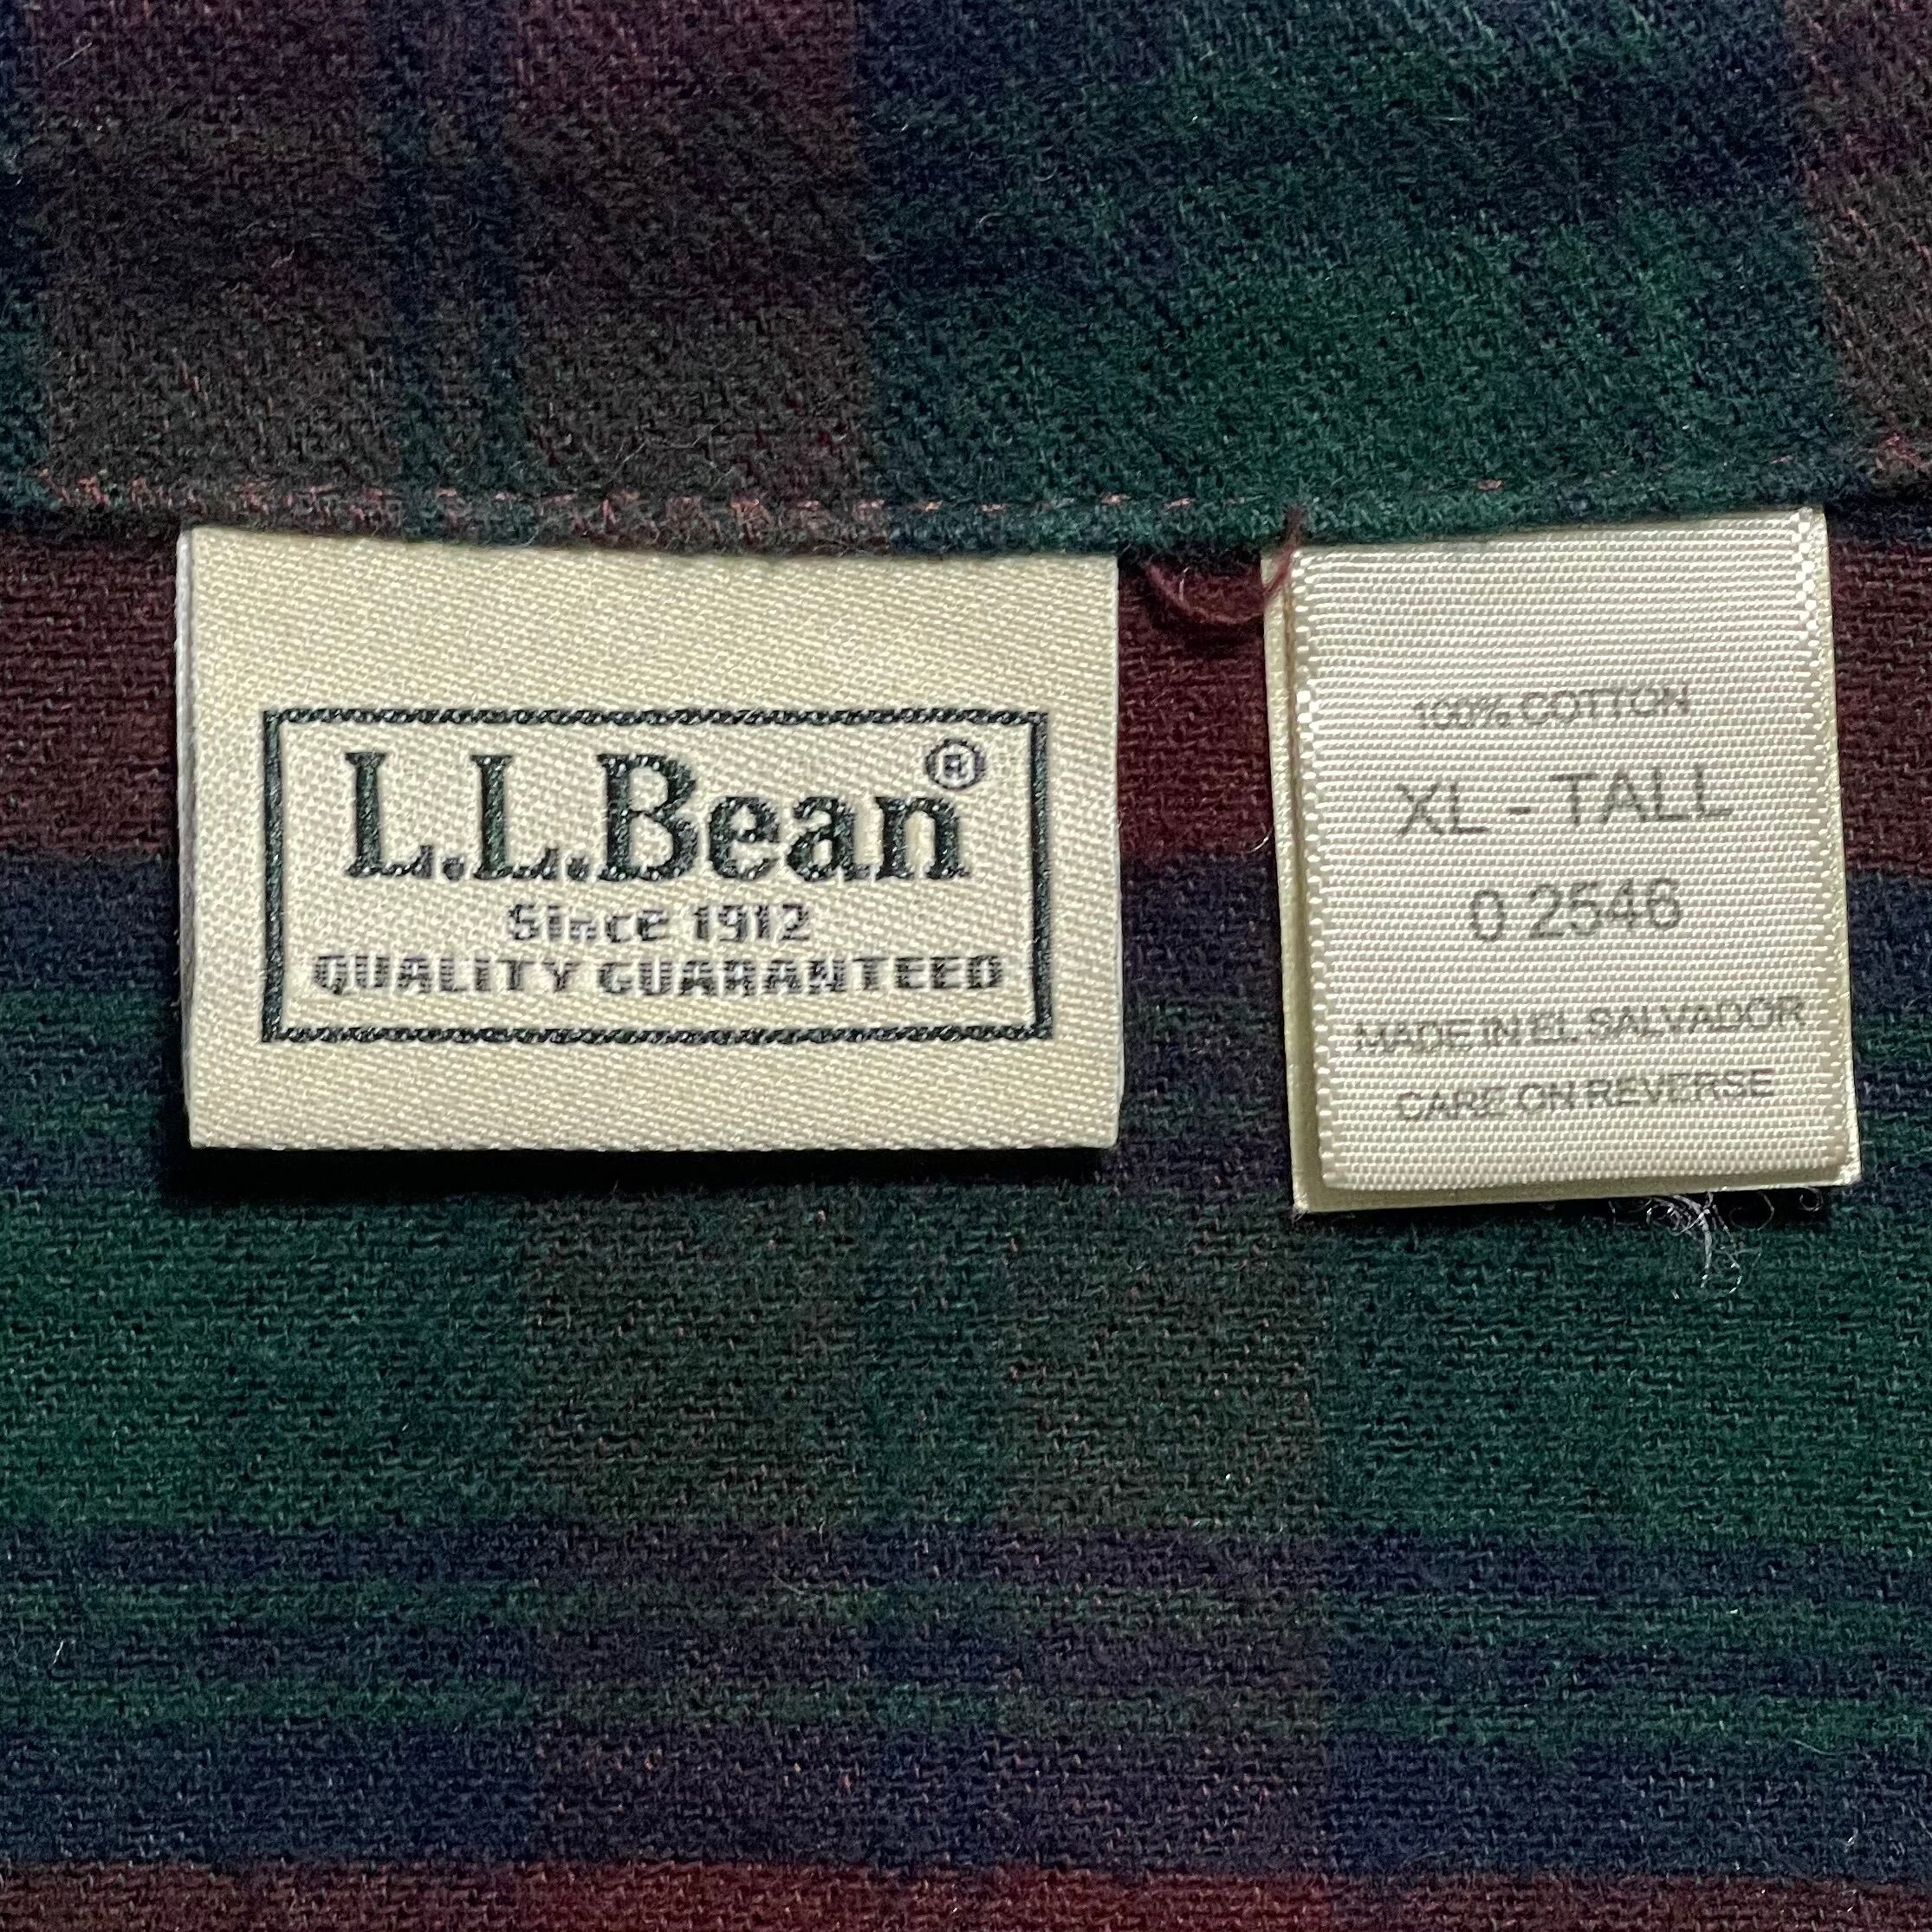 L.L.Bean®
Since 1912
QUALITY GUARANTEED
100% COTTON
XL - TALL
0 2546
MADE IN EL SALVADOR
CARE ON REVERSE